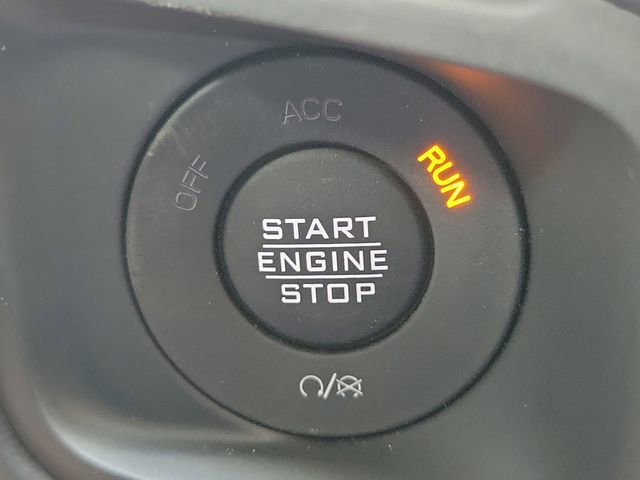 OFF
ACC
RUN
START
ENGINE
STOP